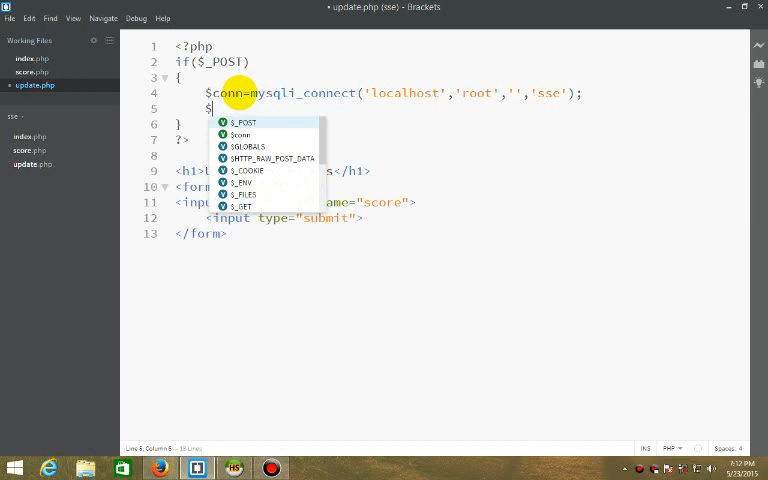 • update.php (sse) - Brackets
File Edit Find View Navigate Debug Help
Working Files
index.php
score.php
• update.php
sse
index.php
score.php
update.php
1 <?php
2 if($_POST)
3 {
4 $conn=mysqli_connect('localhost','root','','sse');
5 $
6 }
7 ?>
8
9 <h1>U s</h1>
10 <form
11 <inpu ame="score">
12 <input type="submit">
13 </form>
$_POST
$conn
$GLOBALS
$HTTP_RAW_POST_DATA
$_COOKIE
$_ENV
$_FILES
$_GET
Line 5, Column 6 — 13 Lines
INS PHP Spaces: 4
7:12 PM
5/23/2015